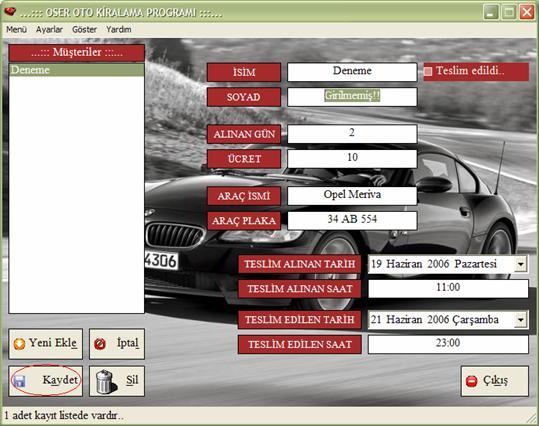 ...::: OSER OTO KİRALAMA PROGRAMI :::...
Menü Ayarlar Göster Yardım
...::: Müşteriler :::...
Deneme
İSİM Deneme
Teslim edildi..
SOYAD Girilmemiş!!
ALINAN GÜN 2
ÜCRET 10
ARAÇ İSMİ Opel Meriva
ARAÇ PLAKA 34 AB 554
4306
TESLİM ALINAN TARİH 19 Haziran 2006 Pazartesi
TESLİM ALINAN SAAT 11:00
TESLİM EDİLEN TARİH 21 Haziran 2006 Çarşamba
TESLİM EDİLEN SAAT 23:00
Yeni Ekle İptal
Kaydet Sil
Çıkış
1 adet kayıt listede vardır..